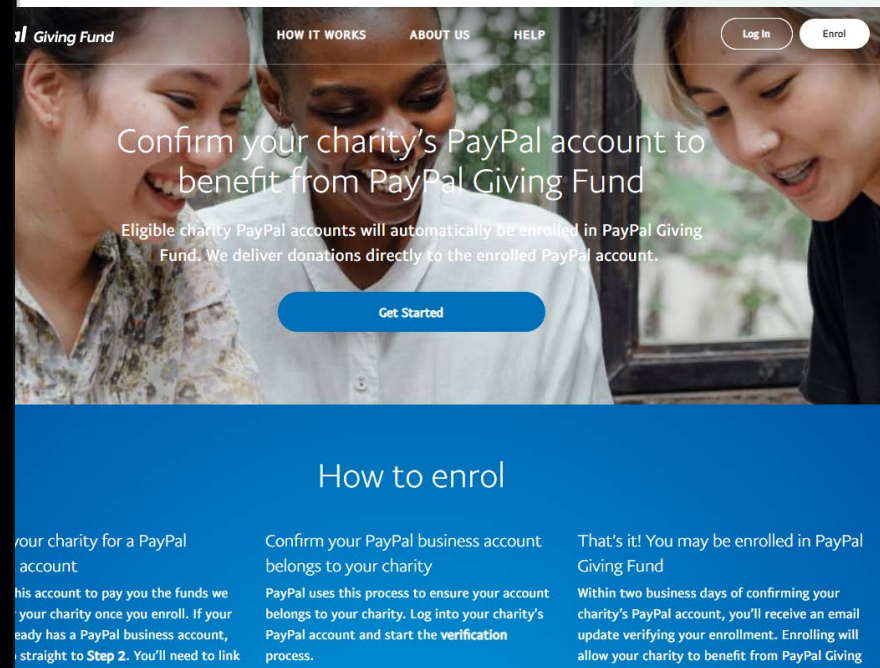 al Giving Fund
HOW IT WORKS
ABOUT US
HELP
Log In
Enrol
Confirm your charity's PayPal account to
benefit from PayPal Giving Fund
Eligible charity PayPal accounts will automatically be enrolled in PayPal Giving
Fund. We deliver donations directly to the enrolled PayPal account.
Get Started
How to enrol
your charity for a PayPal
account
his account to pay you the funds we
your charity once you enroll. If your
eady has a PayPal business account,
straight to Step 2. You'll need to link
Confirm your PayPal business account
belongs to your charity
PayPal uses this process to ensure your account
belongs to your charity. Log into your charity's
PayPal account and start the verification
process.
That's it! You may be enrolled in PayPal
Giving Fund
Within two business days of confirming your
charity's PayPal account, you'll receive an email
update verifying your enrollment. Enrolling will
allow your charity to benefit from PayPal Giving